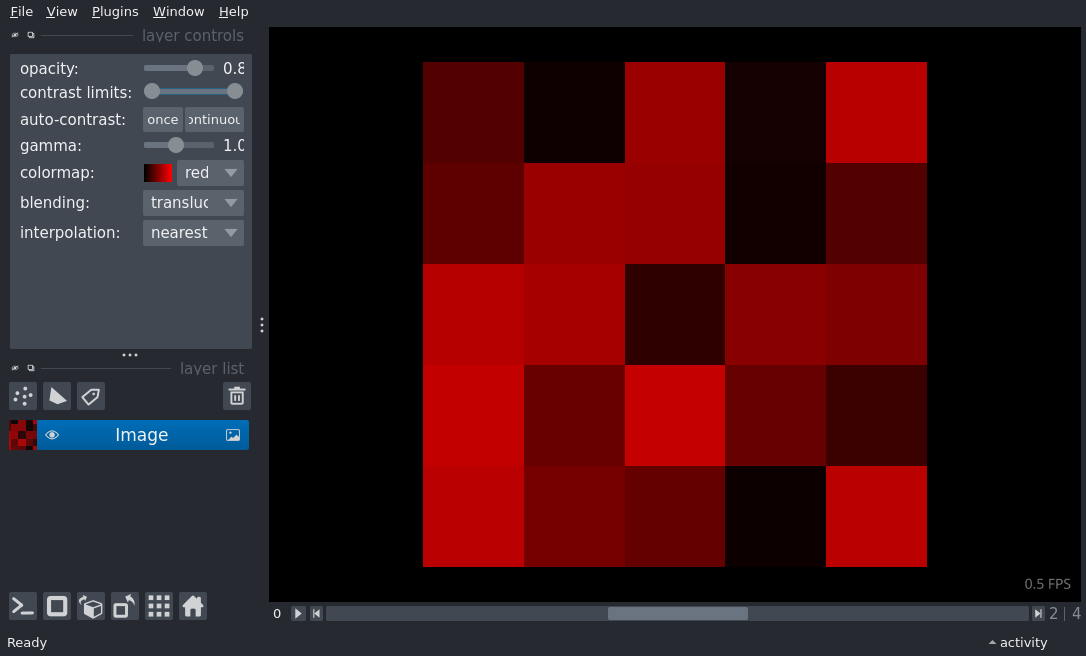 File View Plugins Window Help
layer controls
opacity: 0.8
contrast limits:
auto-contrast: once ontinuou
gamma: 1.0
colormap: red
blending: transluc
interpolation: nearest
layer list
Image
0.5 FPS
0 2 | 4
Ready activity